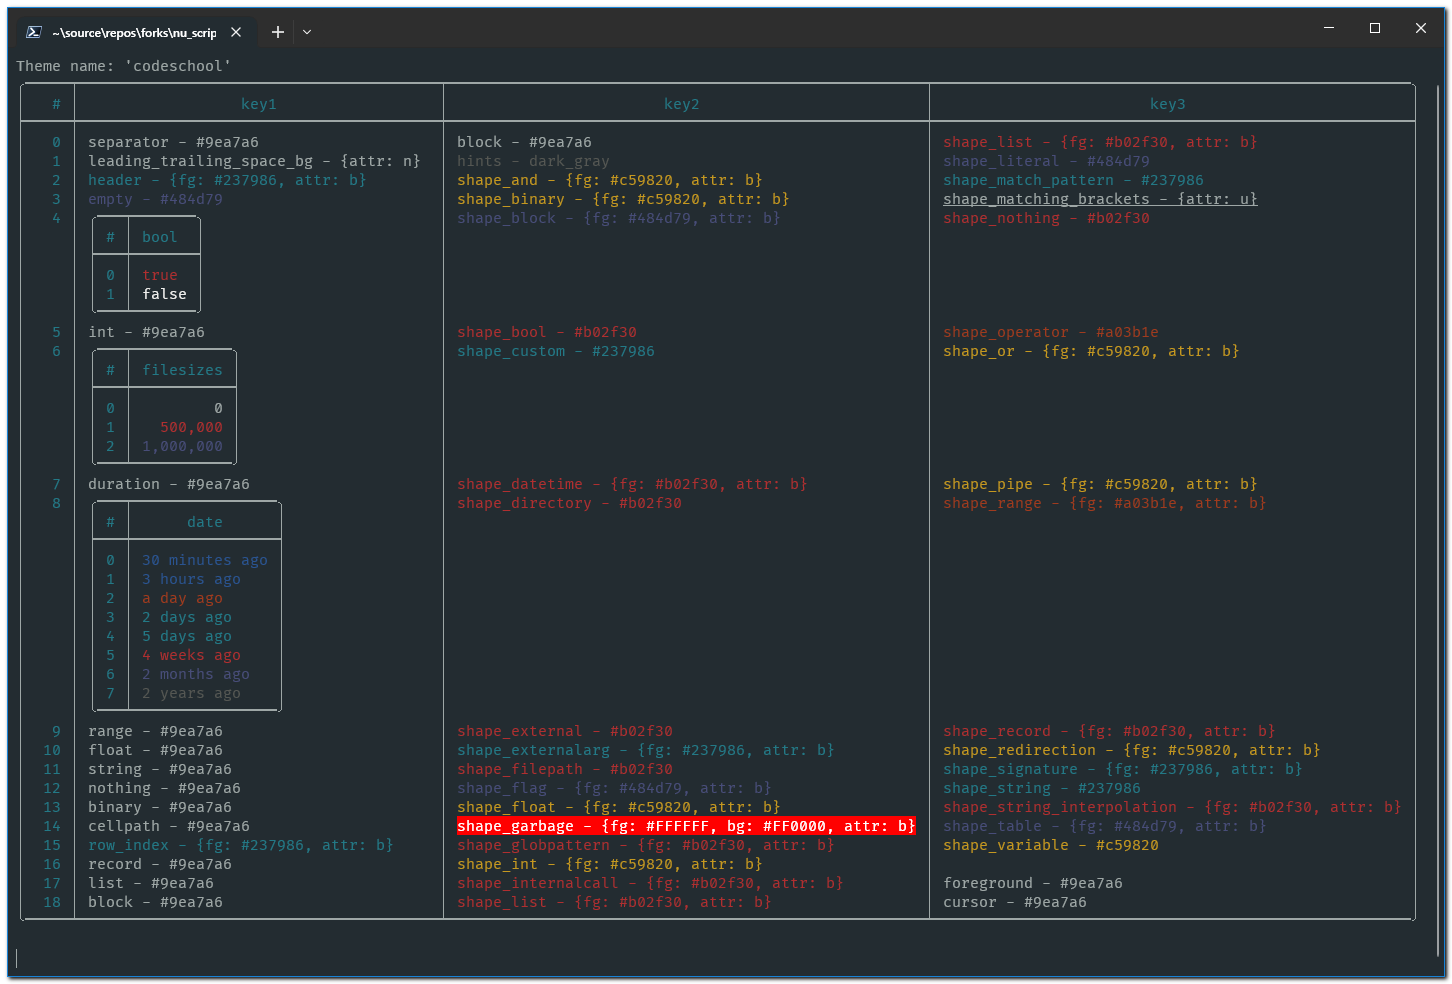 ~\source\repos\forks\nu_scrip
Theme name: 'codeschool'
# key1 key2 key3
0 separator - #9ea7a6 block - #9ea7a6 shape_list - {fg: #b02f30, attr: b}
1 leading_trailing_space_bg - {attr: n} hints - dark_gray shape_literal - #484d79
2 header - {fg: #237986, attr: b} shape_and - {fg: #c59820, attr: b} shape_match_pattern - #237986
3 empty - #484d79 shape_binary - {fg: #c59820, attr: b} shape_matching_brackets - {attr: u}
4 shape_block - {fg: #484d79, attr: b} shape_nothing - #b02f30
# bool
0 true
1 false
5 int - #9ea7a6 shape_bool - #b02f30 shape_operator - #a03b1e
6 shape_custom - #237986 shape_or - {fg: #c59820, attr: b}
# filesizes
0 0
1 500,000
2 1,000,000
7 duration - #9ea7a6 shape_datetime - {fg: #b02f30, attr: b} shape_pipe - {fg: #c59820, attr: b}
8 shape_directory - #b02f30 shape_range - {fg: #a03b1e, attr: b}
# date
0 30 minutes ago
1 3 hours ago
2 a day ago
3 2 days ago
4 5 days ago
5 4 weeks ago
6 2 months ago
7 2 years ago
9 range - #9ea7a6 shape_external - #b02f30 shape_record - {fg: #b02f30, attr: b}
10 float - #9ea7a6 shape_externalarg - {fg: #237986, attr: b} shape_redirection - {fg: #c59820, attr: b}
11 string - #9ea7a6 shape_filepath - #b02f30 shape_signature - {fg: #237986, attr: b}
12 nothing - #9ea7a6 shape_flag - {fg: #484d79, attr: b} shape_string - #237986
13 binary - #9ea7a6 shape_float - {fg: #c59820, attr: b} shape_string_interpolation - {fg: #b02f30, attr: b}
14 cellpath - #9ea7a6 shape_garbage - {fg: #FFFFFF, bg: #FF0000, attr: b} shape_table - {fg: #484d79, attr: b}
15 row_index - {fg: #237986, attr: b} shape_globpattern - {fg: #b02f30, attr: b} shape_variable - #c59820
16 record - #9ea7a6 shape_int - {fg: #c59820, attr: b}
17 list - #9ea7a6 shape_internalcall - {fg: #b02f30, attr: b} foreground - #9ea7a6
18 block - #9ea7a6 shape_list - {fg: #b02f30, attr: b} cursor - #9ea7a6